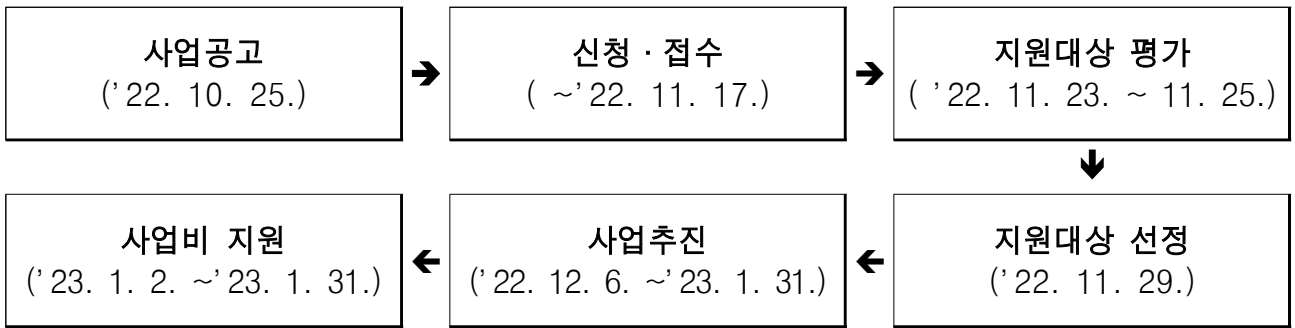 사업공고
('22. 10. 25.)
신청 · 접수
( ~'22. 11. 17.)
지원대상 평가
( '22. 11. 23. ~ 11. 25.)
지원대상 선정
('22. 11. 29.)
사업추진
('22. 12. 6. ~'23. 1. 31.)
사업비 지원
('23. 1. 2. ~'23. 1. 31.)